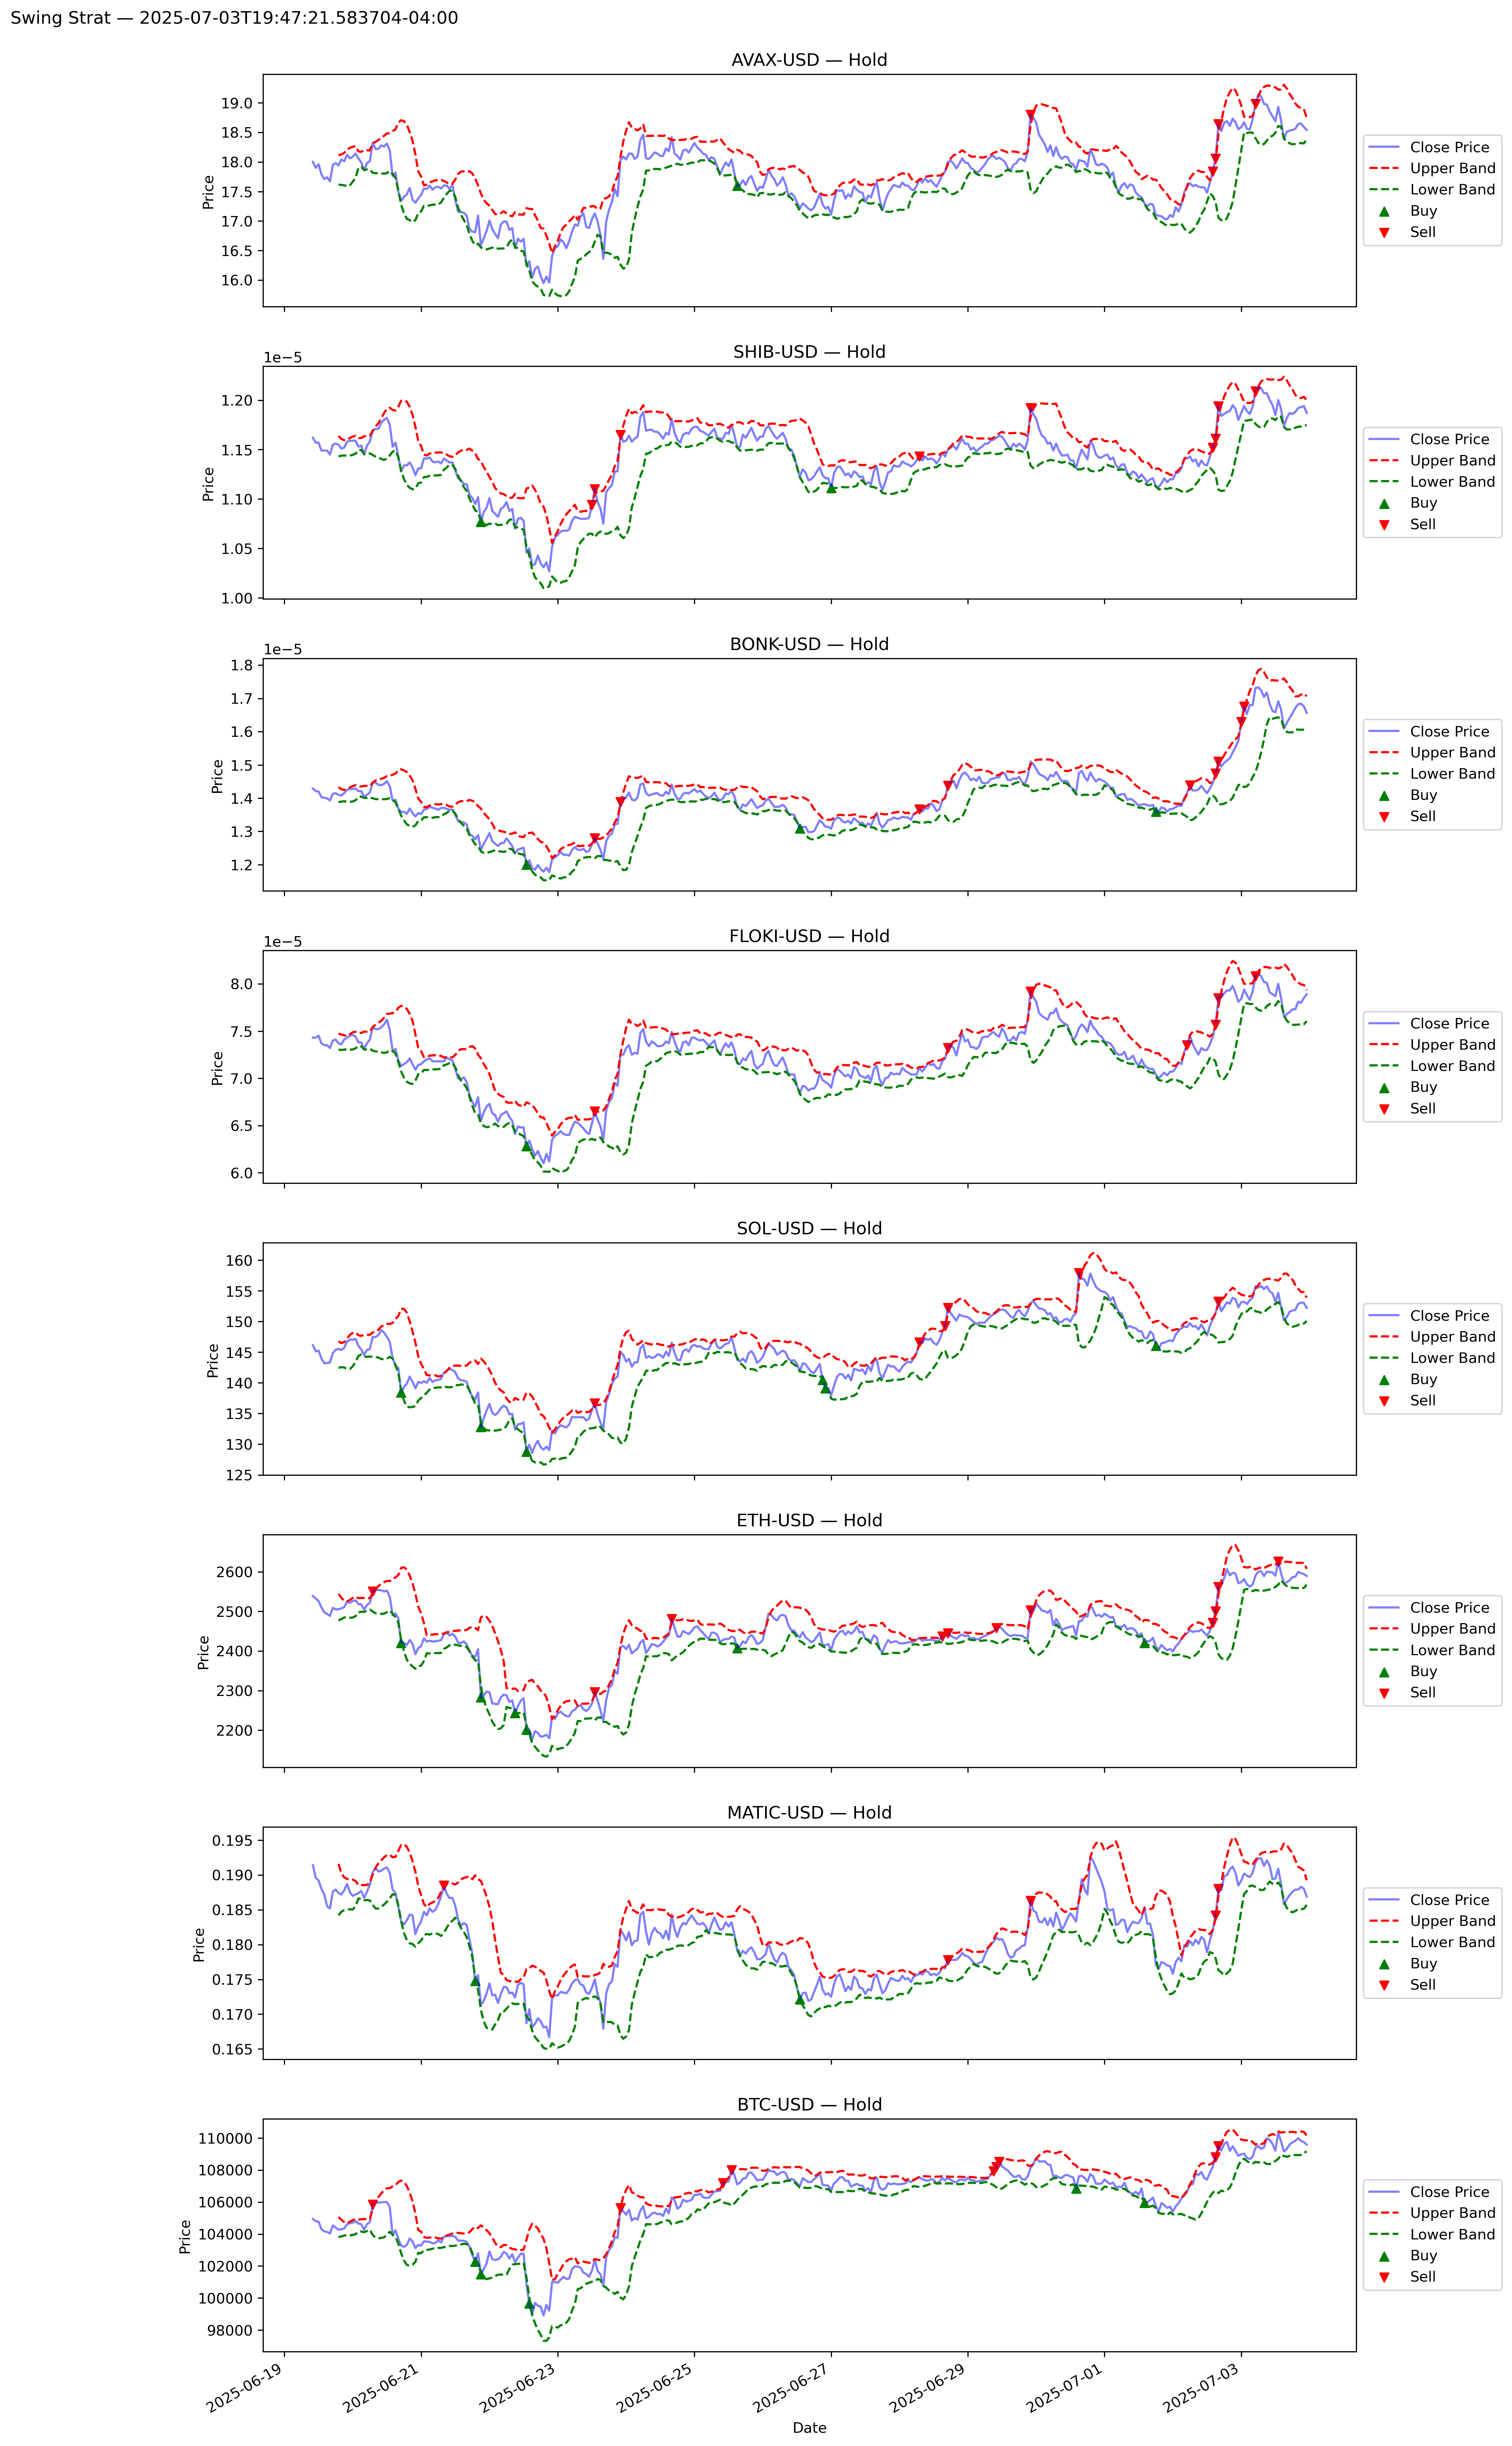 Swing Strat — 2025-07-03T19:47:21.583704-04:00
AVAX-USD — Hold
Price
19.0
18.5
18.0
17.5
17.0
16.5
16.0
Close Price
Upper Band
Lower Band
Buy
Sell
SHIB-USD — Hold
1e−5
Price
1.20
1.15
1.10
1.05
1.00
Close Price
Upper Band
Lower Band
Buy
Sell
BONK-USD — Hold
1e−5
Price
1.8
1.7
1.6
1.5
1.4
1.3
1.2
Close Price
Upper Band
Lower Band
Buy
Sell
FLOKI-USD — Hold
1e−5
Price
8.0
7.5
7.0
6.5
6.0
Close Price
Upper Band
Lower Band
Buy
Sell
SOL-USD — Hold
Price
160
155
150
145
140
135
130
125
Close Price
Upper Band
Lower Band
Buy
Sell
ETH-USD — Hold
Price
2600
2500
2400
2300
2200
Close Price
Upper Band
Lower Band
Buy
Sell
MATIC-USD — Hold
Price
0.195
0.190
0.185
0.180
0.175
0.170
0.165
Close Price
Upper Band
Lower Band
Buy
Sell
BTC-USD — Hold
Price
110000
108000
106000
104000
102000
100000
98000
Close Price
Upper Band
Lower Band
Buy
Sell
2025-06-19
2025-06-21
2025-06-23
2025-06-25
2025-06-27
2025-06-29
2025-07-01
2025-07-03
Date